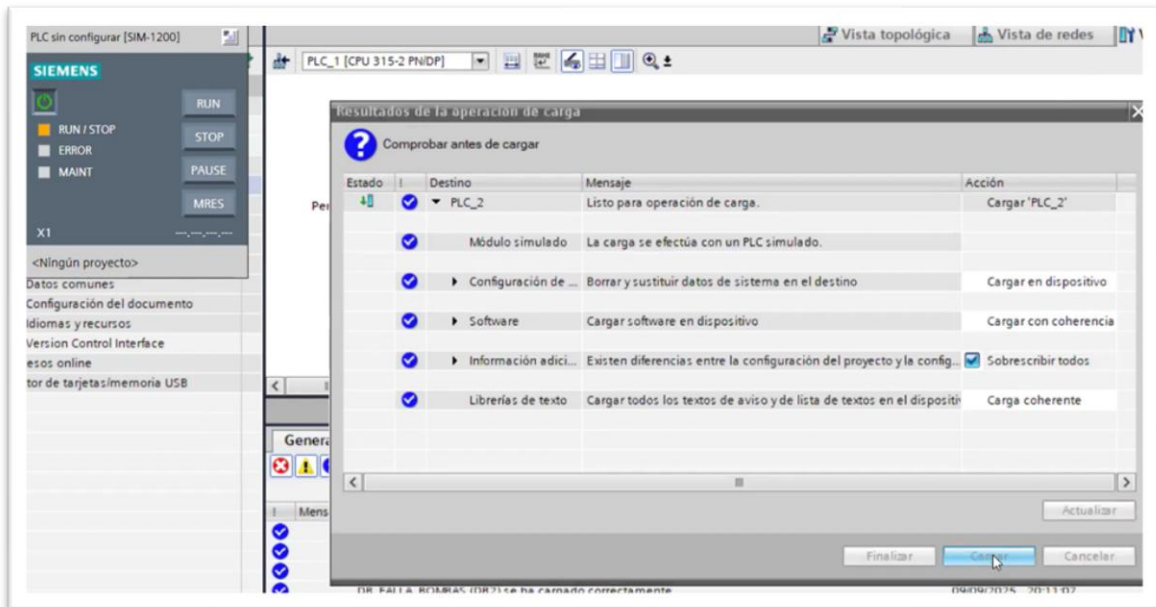 PLC sin configurar [SIM-1200]
SIEMENS
RUN
RUN / STOP
STOP
ERROR
MAINT
PAUSE
MRES
X1
<Ningún proyecto>
Datos comunes
Configuración del documento
Idiomas y recursos
Version Control Interface
esos online
tor de tarjetas/memoria USB
Vista topológica
Vista de redes
PLC_1 [CPU 315-2 PN/DP]
Resultados de la operación de carga
Comprobar antes de cargar
Estado ! Destino Mensaje Acción
PLC_2 Listo para operación de carga. Cargar 'PLC_2'
Módulo simulado La carga se efectúa con un PLC simulado.
Configuración de ... Borrar y sustituir datos de sistema en el destino Cargar en dispositivo
Software Cargar software en dispositivo Cargar con coherencia
Información adici... Existen diferencias entre la configuración del proyecto y la config... Sobrescribir todos
Librerías de texto Cargar todos los textos de aviso y de lista de textos en el dispositiv Carga coherente
Actualizar
Finalizar Cargar Cancelar
Per
Genera
! Mens
DB_FALLA_BOMBAS (DB2) se ha cargado correctamente 09/09/2025 20:11:07